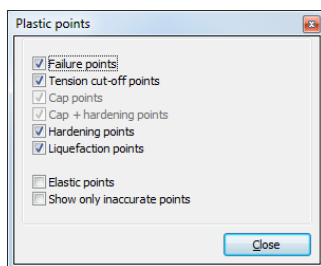 Plastic points
Failure points
Tension cut-off points
Cap points
Cap + hardening points
Hardening points
Liquefaction points
Elastic points
Show only inaccurate points
Close